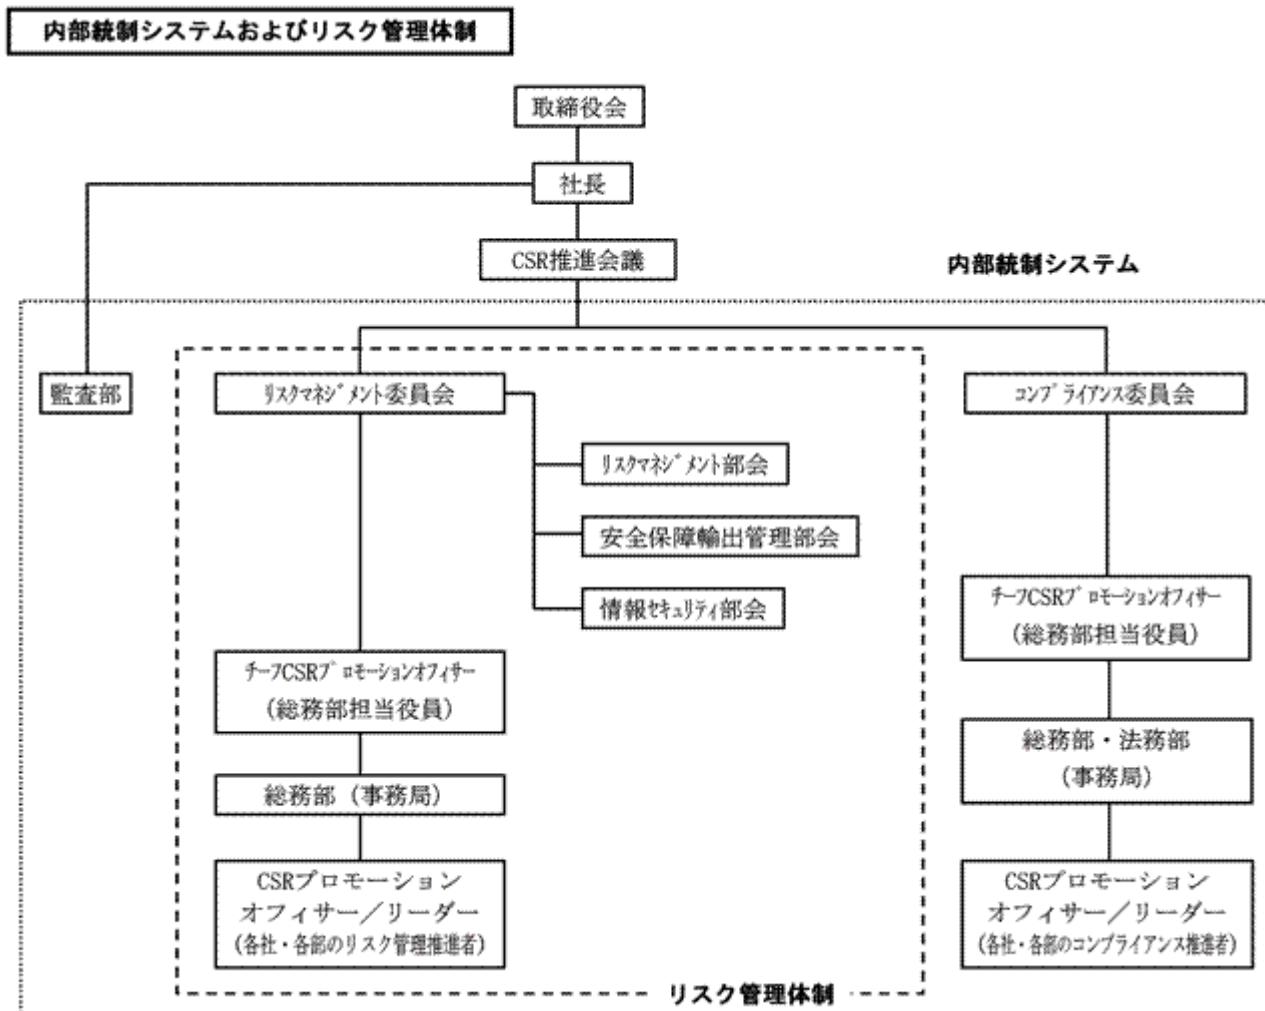 内部統制システムおよびリスク管理体制
取締役会
社長
CSR推進会議
内部統制システム
監査部
ﾘｽｸﾏﾈｼﾞﾒﾝﾄ委員会
ｺﾝﾌﾟﾗｲｱﾝｽ委員会
ﾘｽｸﾏﾈｼﾞﾒﾝﾄ部会
安全保障輸出管理部会
情報ｾｷｭﾘﾃｨ部会
ﾁｰﾌCSRﾌﾟﾛﾓｰｼｮﾝｵﾌｨｻｰ
(総務部担当役員)
ﾁｰﾌCSRﾌﾟﾛﾓｰｼｮﾝｵﾌｨｻｰ
(総務部担当役員)
総務部・法務部
(事務局)
総務部 (事務局)
CSRプロモーション
オフィサー／リーダー
(各社・各部のリスク管理推進者)
CSRプロモーション
オフィサー／リーダー
(各社・各部のコンプライアンス推進者)
リスク管理体制